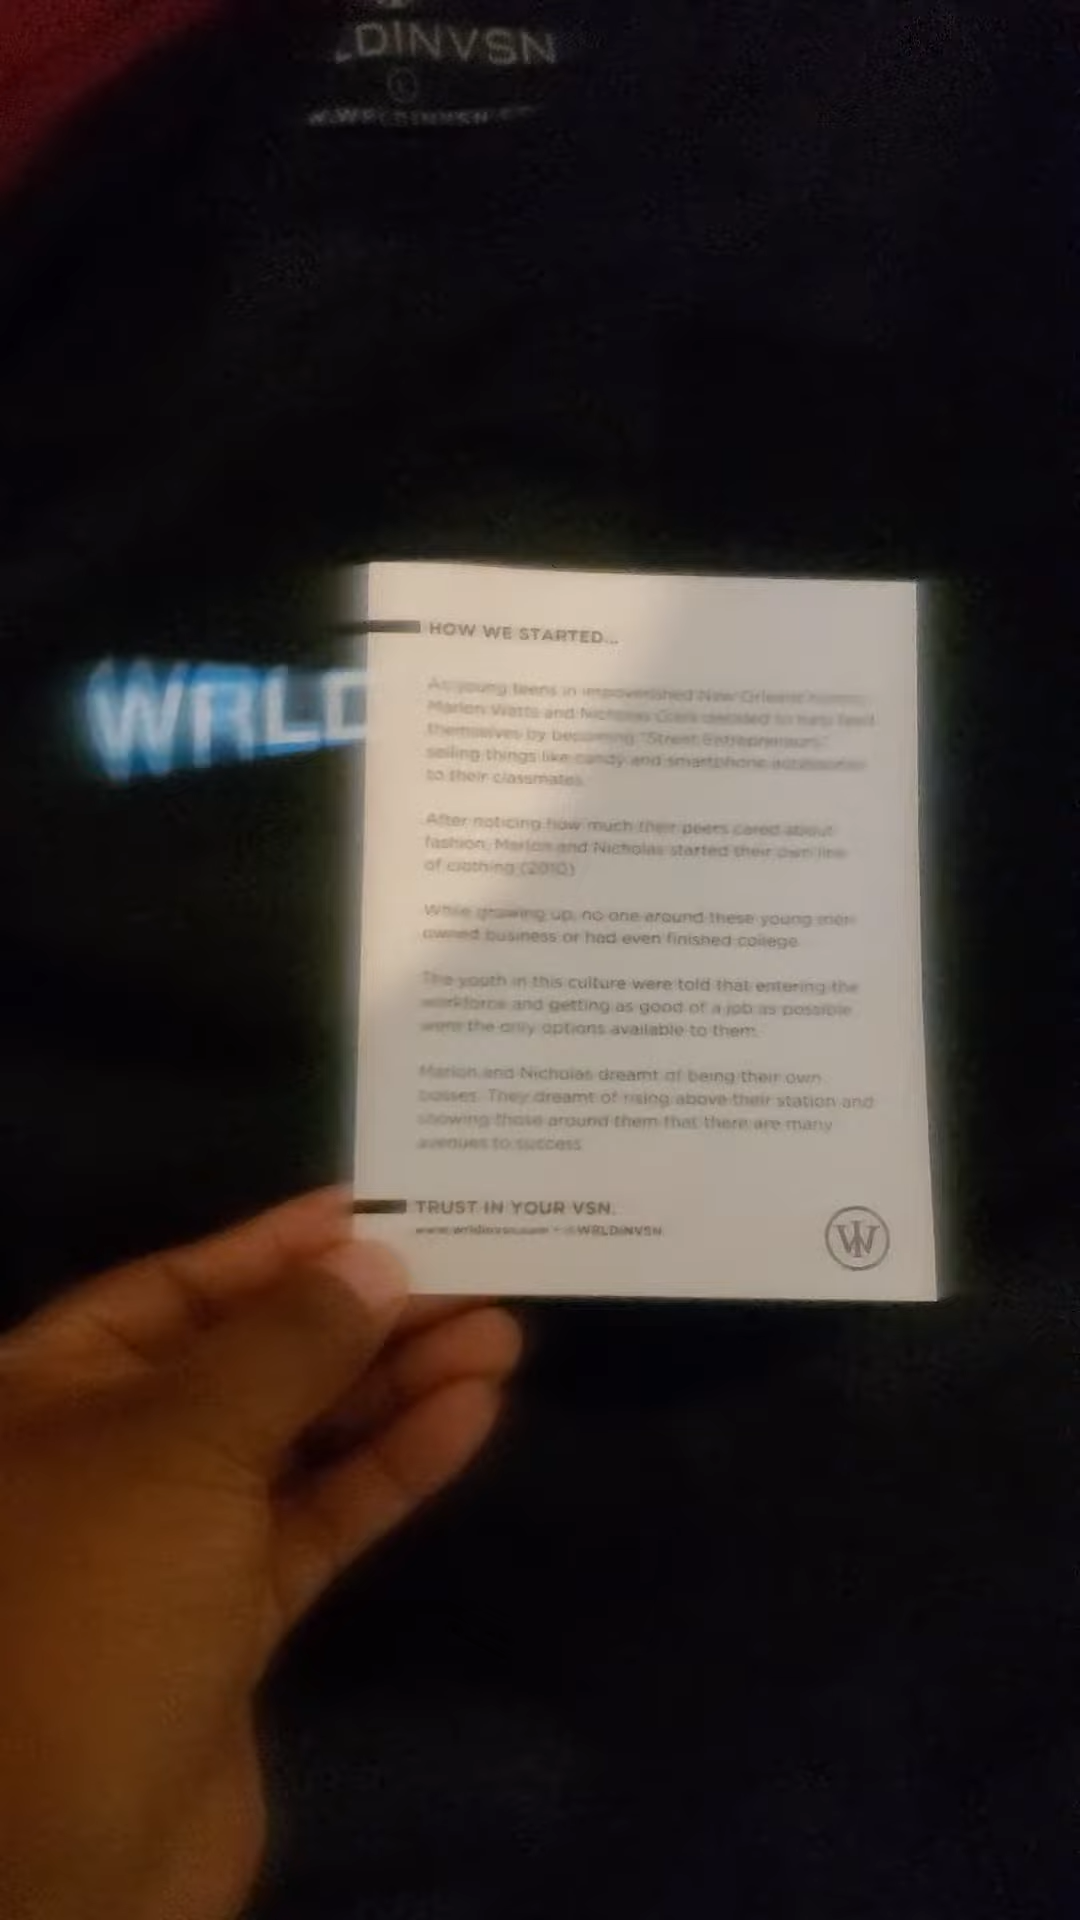 DINVSN
WRLD
HOW WE STARTED...
As young teens in impoverished New Orleans homes,
Marlon Watts and Nicholas decided to help feed
themselves by becoming "Street Entrepreneurs"
selling things like candy and smartphone accessories
to their classmates.
After noticing how much their peers cared about
fashion, Marlon and Nicholas started their own line
of clothing (2010)
While growing up, no one around these young men
owned business or had even finished college.
The youth in this culture were told that entering the
workforce and getting as good of a job as possible
were the only options available to them.
Marlon and Nicholas dreamt of being their own
bosses. They dreamt of rising above their station and
showing those around them that there are many
avenues to success.
TRUST IN YOUR VSN.
www.wrldinvsn.com - @WRLDINVSN